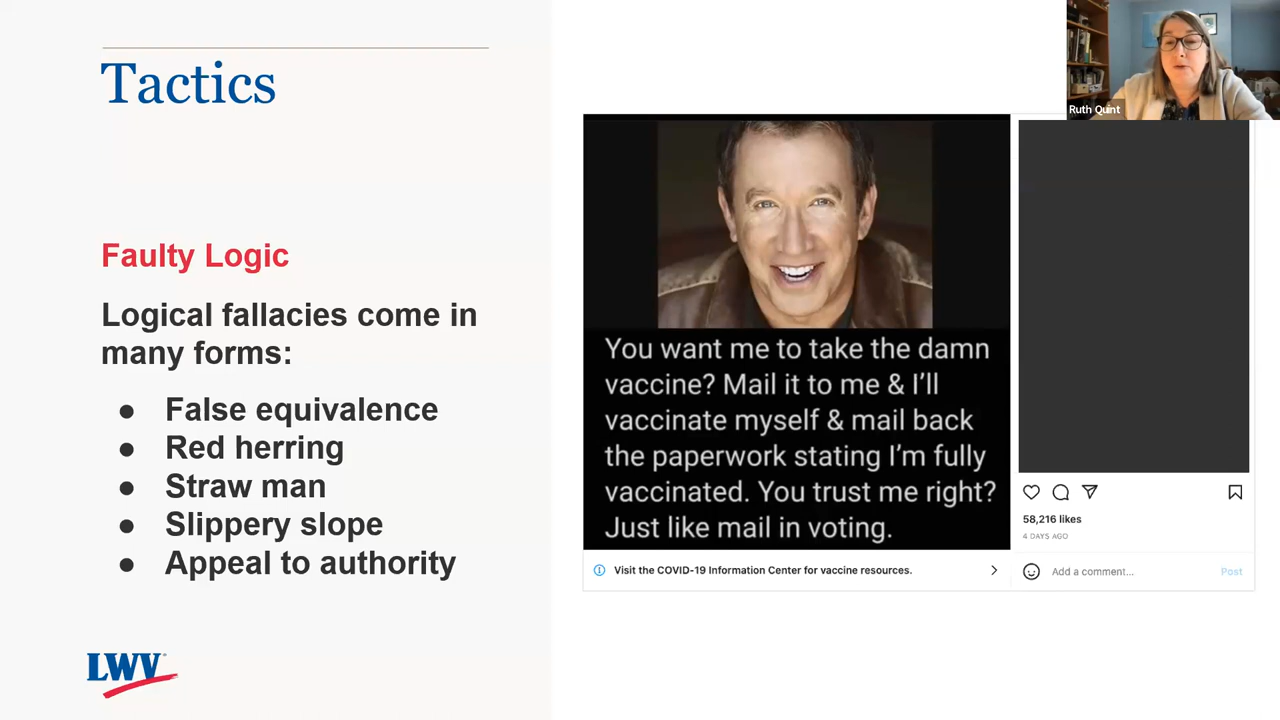 Tactics
Faulty Logic
Logical fallacies come in
many forms:
● False equivalence
● Red herring
● Straw man
● Slippery slope
● Appeal to authority
LWV
You want me to take the damn
vaccine? Mail it to me & I'll
vaccinate myself & mail back
the paperwork stating I'm fully
vaccinated. You trust me right?
Just like mail in voting.
Visit the COVID-19 Information Center for vaccine resources.
58,216 likes
4 DAYS AGO
Add a comment... Post
Ruth Quint